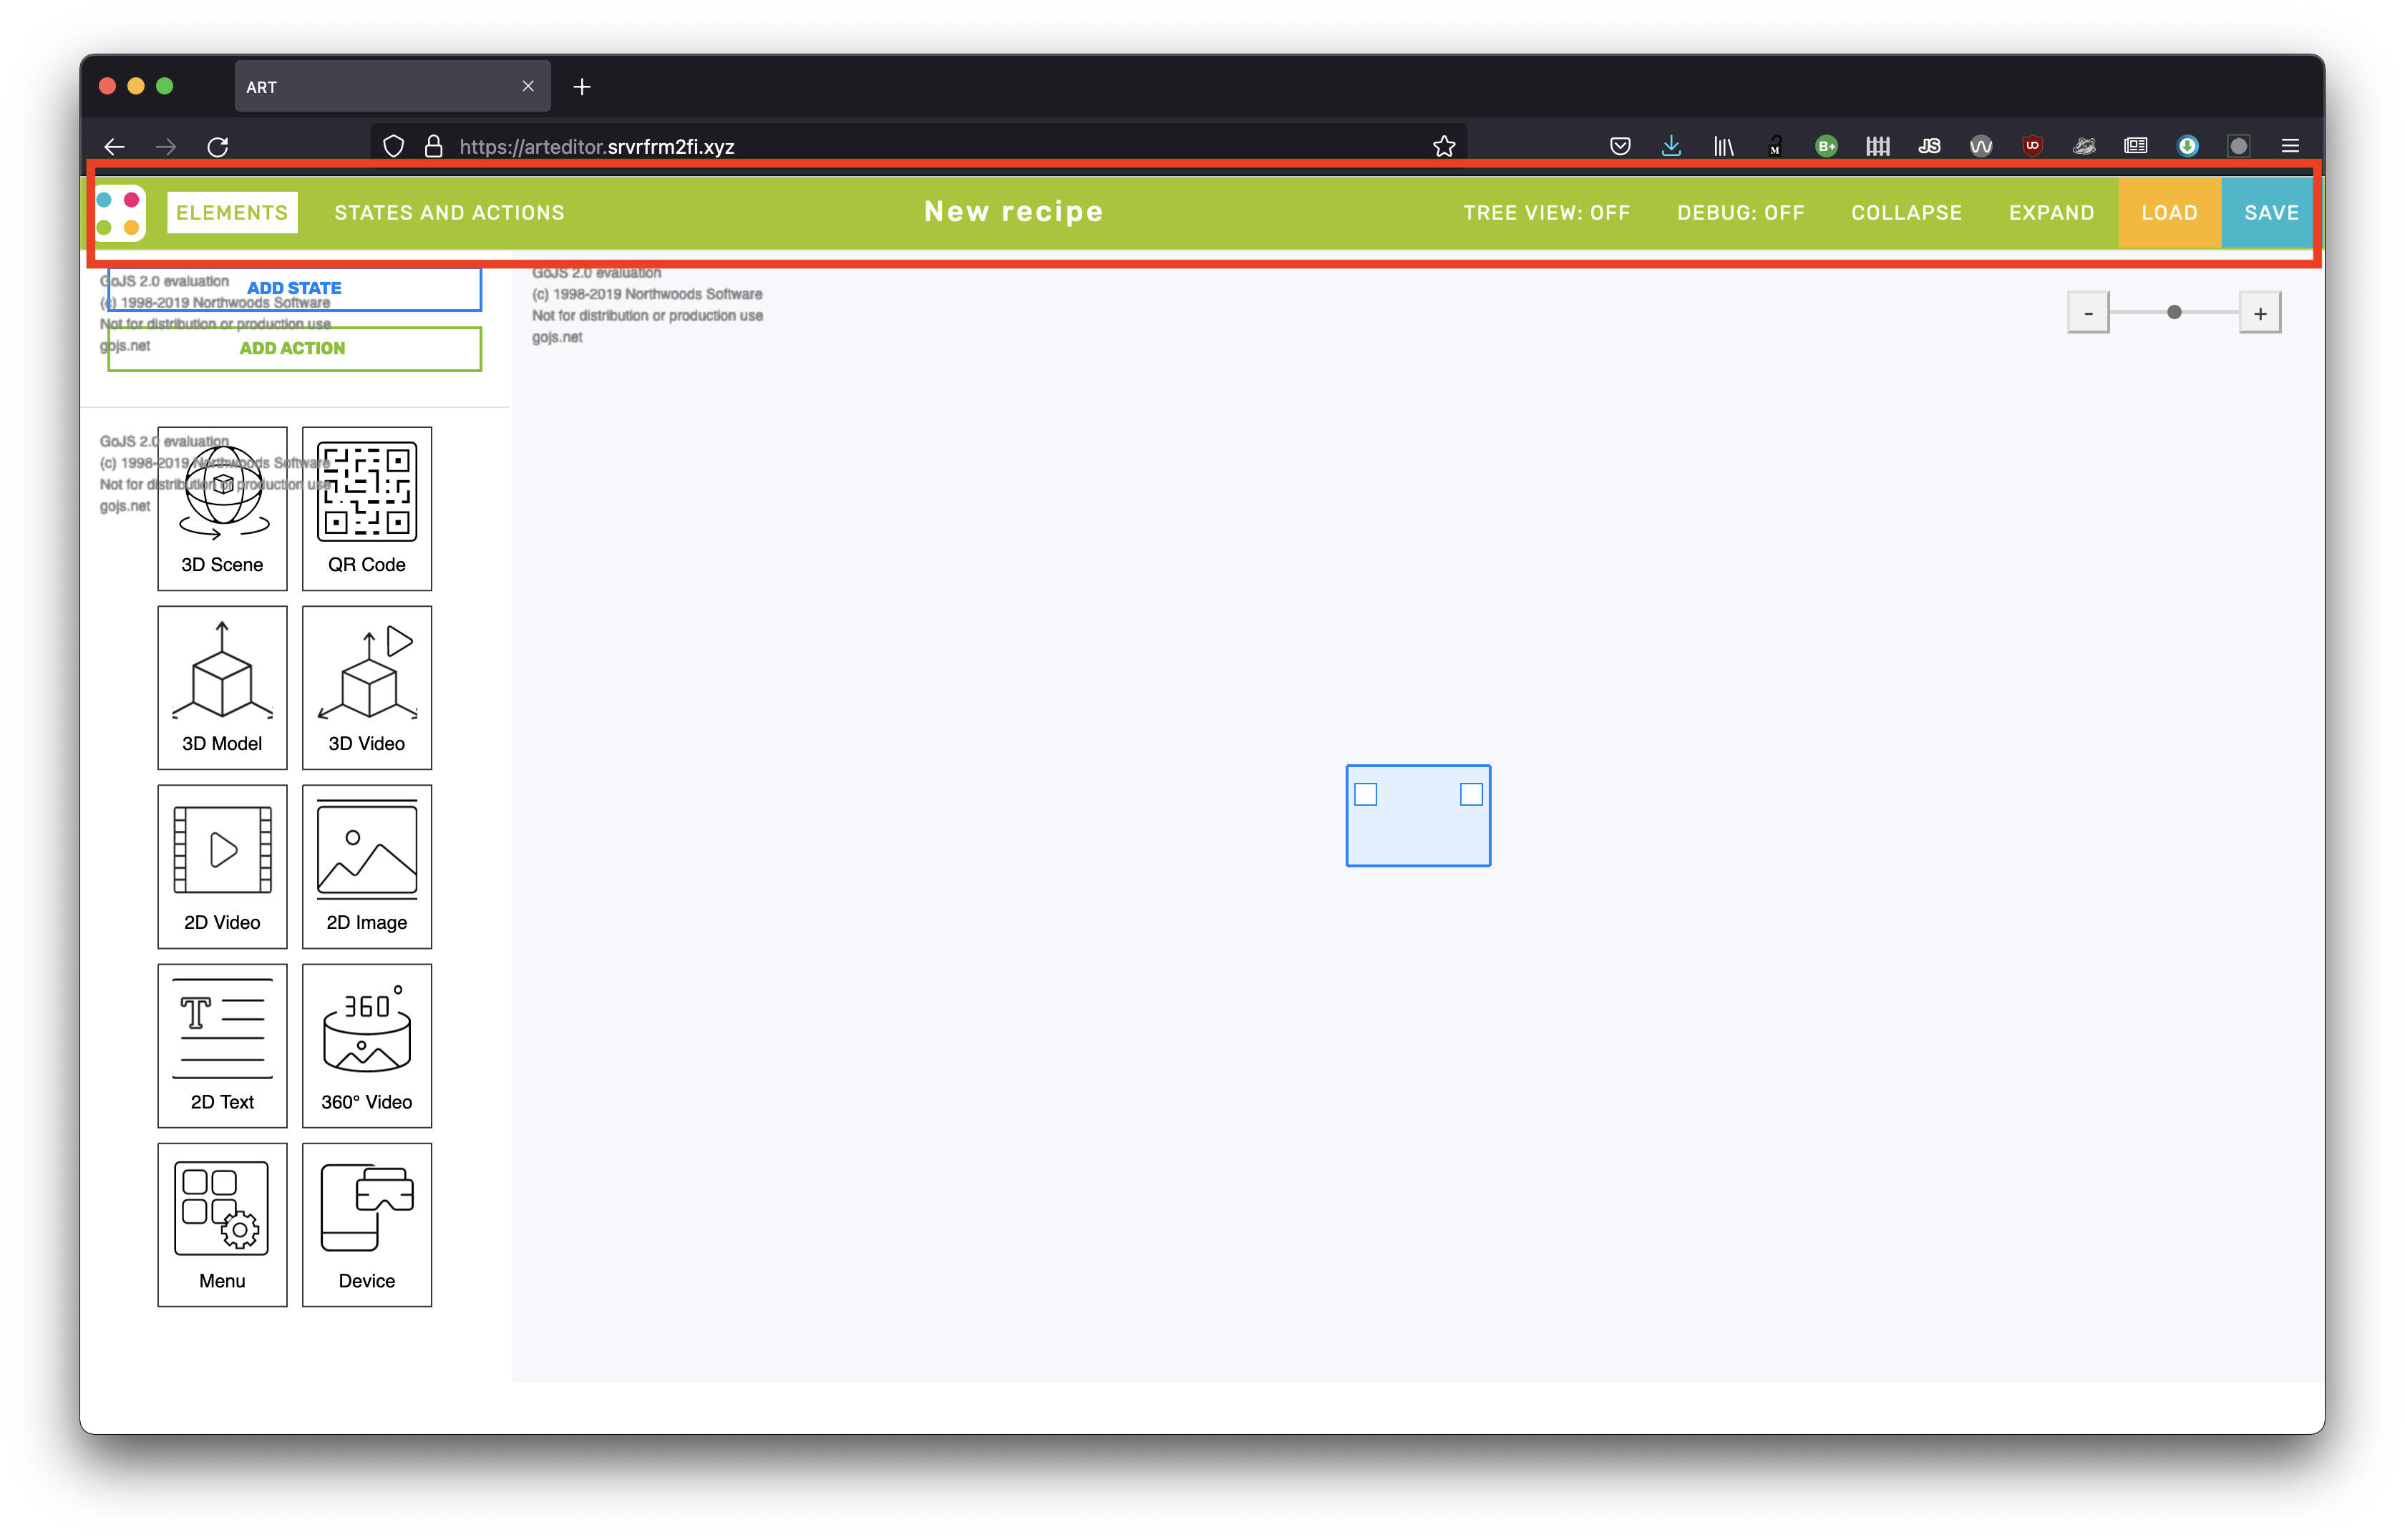 ART
https://arteditor.srvrfrm2fi.xyz
M
B+
JS
UO
ELEMENTS
STATES AND ACTIONS
New recipe
TREE VIEW: OFF
DEBUG: OFF
COLLAPSE
EXPAND
LOAD
SAVE
GoJS 2.0 evaluation
(c) 1998-2019 Northwoods Software
Not for distribution or production use
gojs.net
ADD STATE
ADD ACTION
GoJS 2.0 evaluation
(c) 1998-2019 Northwoods Software
Not for distribution or production use
gojs.net
- +
GoJS 2.0 evaluation
(c) 1998-2019 Northwoods Software
Not for distribution or production use
gojs.net
3D Scene
QR Code
3D Model
3D Video
2D Video
2D Image
T
2D Text
360°
360° Video
Menu
Device